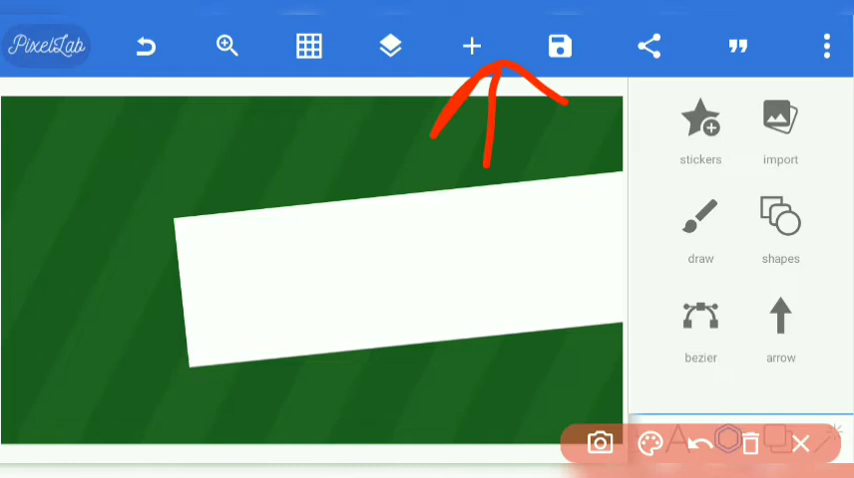 PixelLab
stickers
import
draw
shapes
bezier
arrow